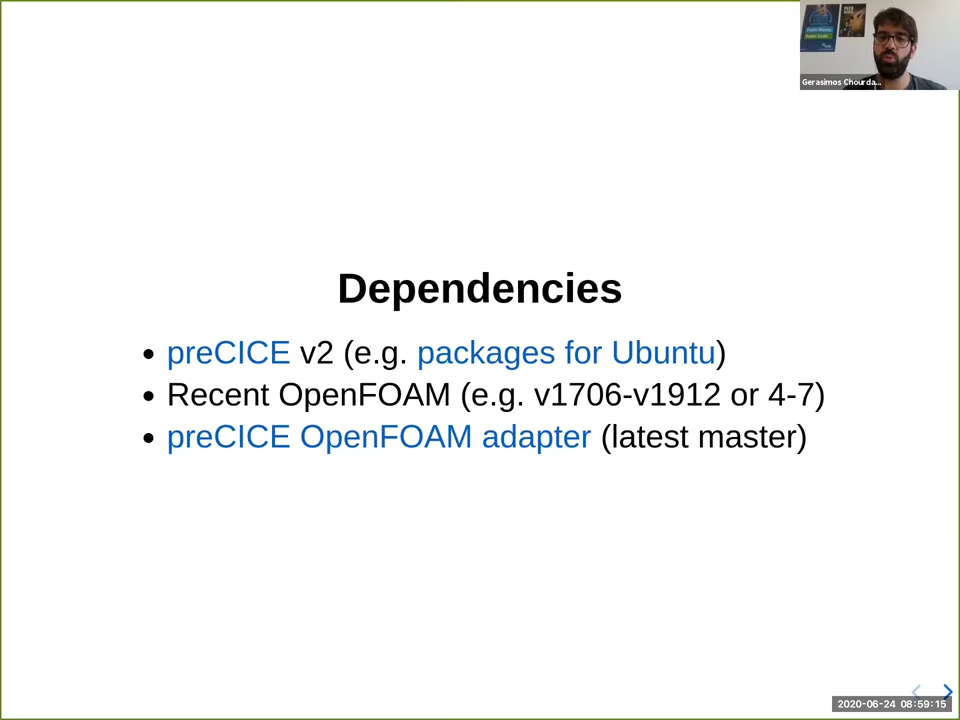 Gerasimos Chourda...
Dependencies
• preCICE v2 (e.g. packages for Ubuntu)
• Recent OpenFOAM (e.g. v1706-v1912 or 4-7)
• preCICE OpenFOAM adapter (latest master)
2020-06-24 08:59:15